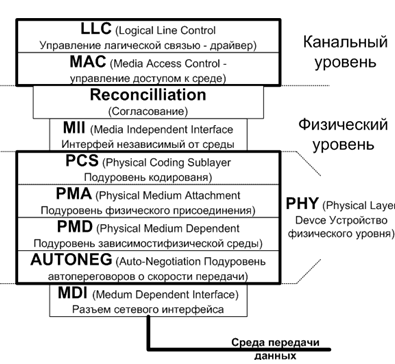 LLC (Logical Line Control
Управление лагической связью - драйвер)
MAC (Media Access Control -
управление доступом к среде)
Канальный
уровень
Reconcilliation
(Согласование)
MII (Media Independent Interface
Интерфей независимый от среды
Физический
уровень
PCS (Physical Coding Sublayer
Подуровень кодированя)
PMA (Physical Medium Attachment
Подуровень физического присоединения)
PMD (Physical Medium Dependent
Подуровень зависимостифизической среды)
AUTONEG (Auto-Negotiation Подуровень
автопереговоров о скорости передачи)
PHY (Physical Layer
Devce Устройство
физического уровня)
MDI (Medum Dependent Interface)
Разъем сетевого интерфейса
Среда передачи
данных